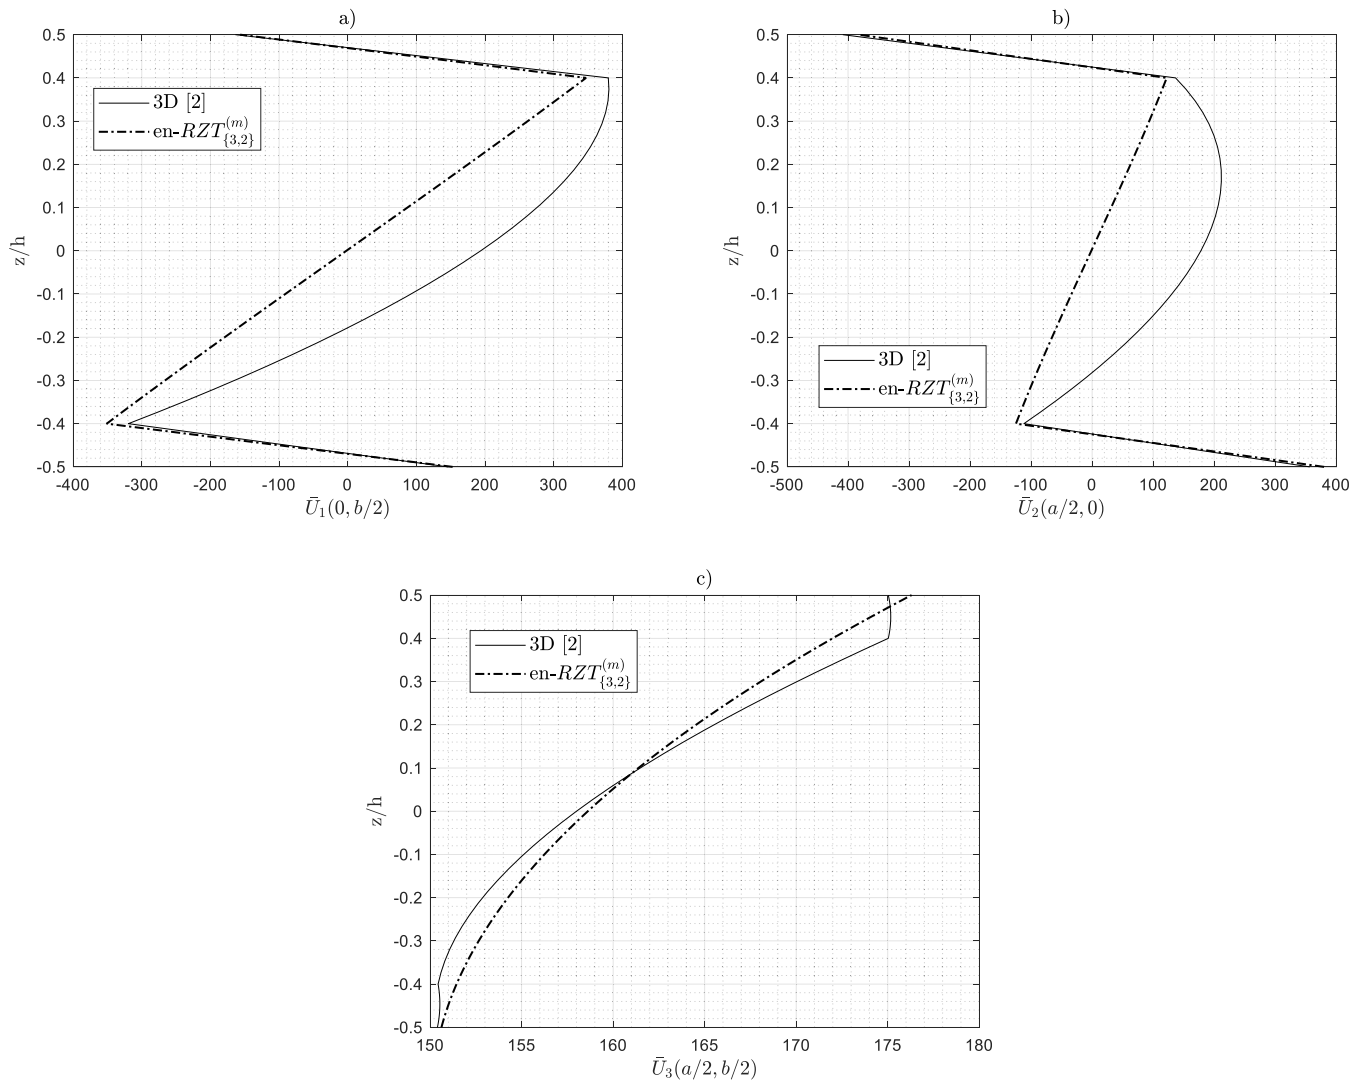 a)
0.5
0.4
0.3
0.2
0.1
0
-0.1
-0.2
-0.3
-0.4
-0.5
z/h
3D [2]
en-RZT^{(m)}_{{3,2}}
-400 -300 -200 -100 0 100 200 300 400
Ū₁(0, b/2)
b)
0.5
0.4
0.3
0.2
0.1
0
-0.1
-0.2
-0.3
-0.4
-0.5
z/h
3D [2]
en-RZT^{(m)}_{{3,2}}
-500 -400 -300 -200 -100 0 100 200 300 400
Ū₂(a/2, 0)
c)
0.5
0.4
0.3
0.2
0.1
0
-0.1
-0.2
-0.3
-0.4
-0.5
z/h
3D [2]
en-RZT^{(m)}_{{3,2}}
150 155 160 165 170 175 180
Ū₃(a/2, b/2)